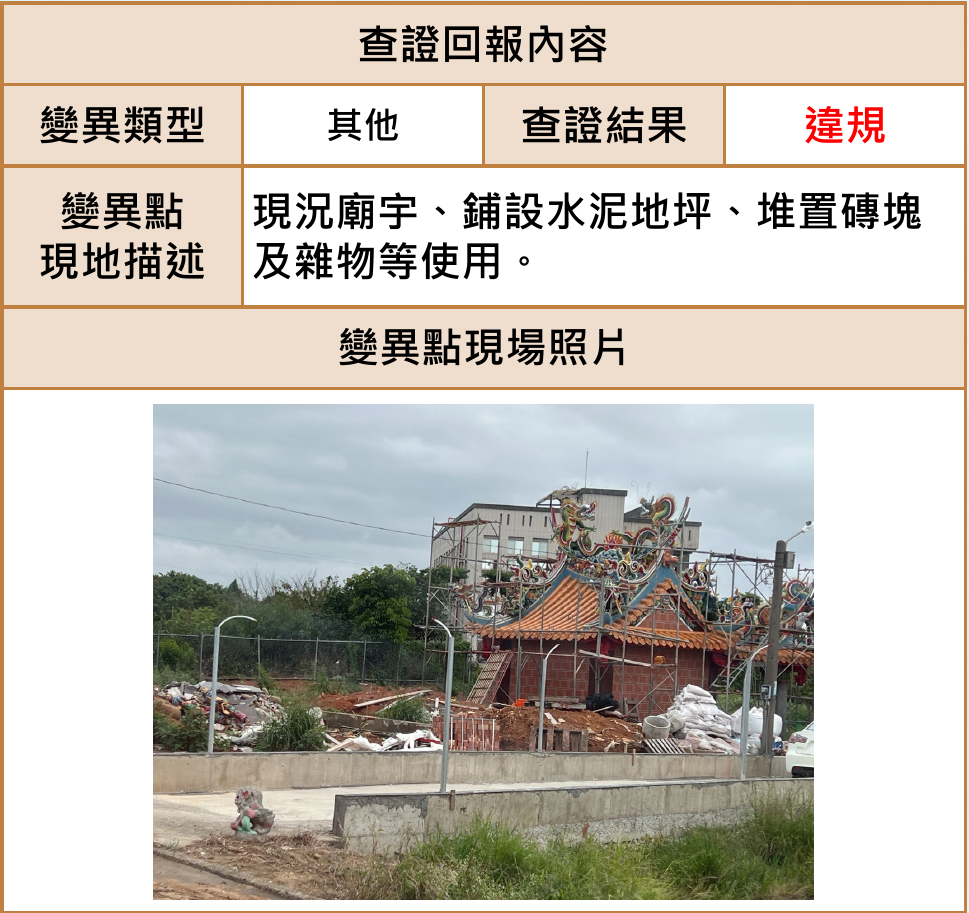 查證回報內容
變異類型
其他
查證結果
違規
變異點
現地描述
現況廟宇、鋪設水泥地坪、堆置磚塊
及雜物等使用。
變異點現場照片